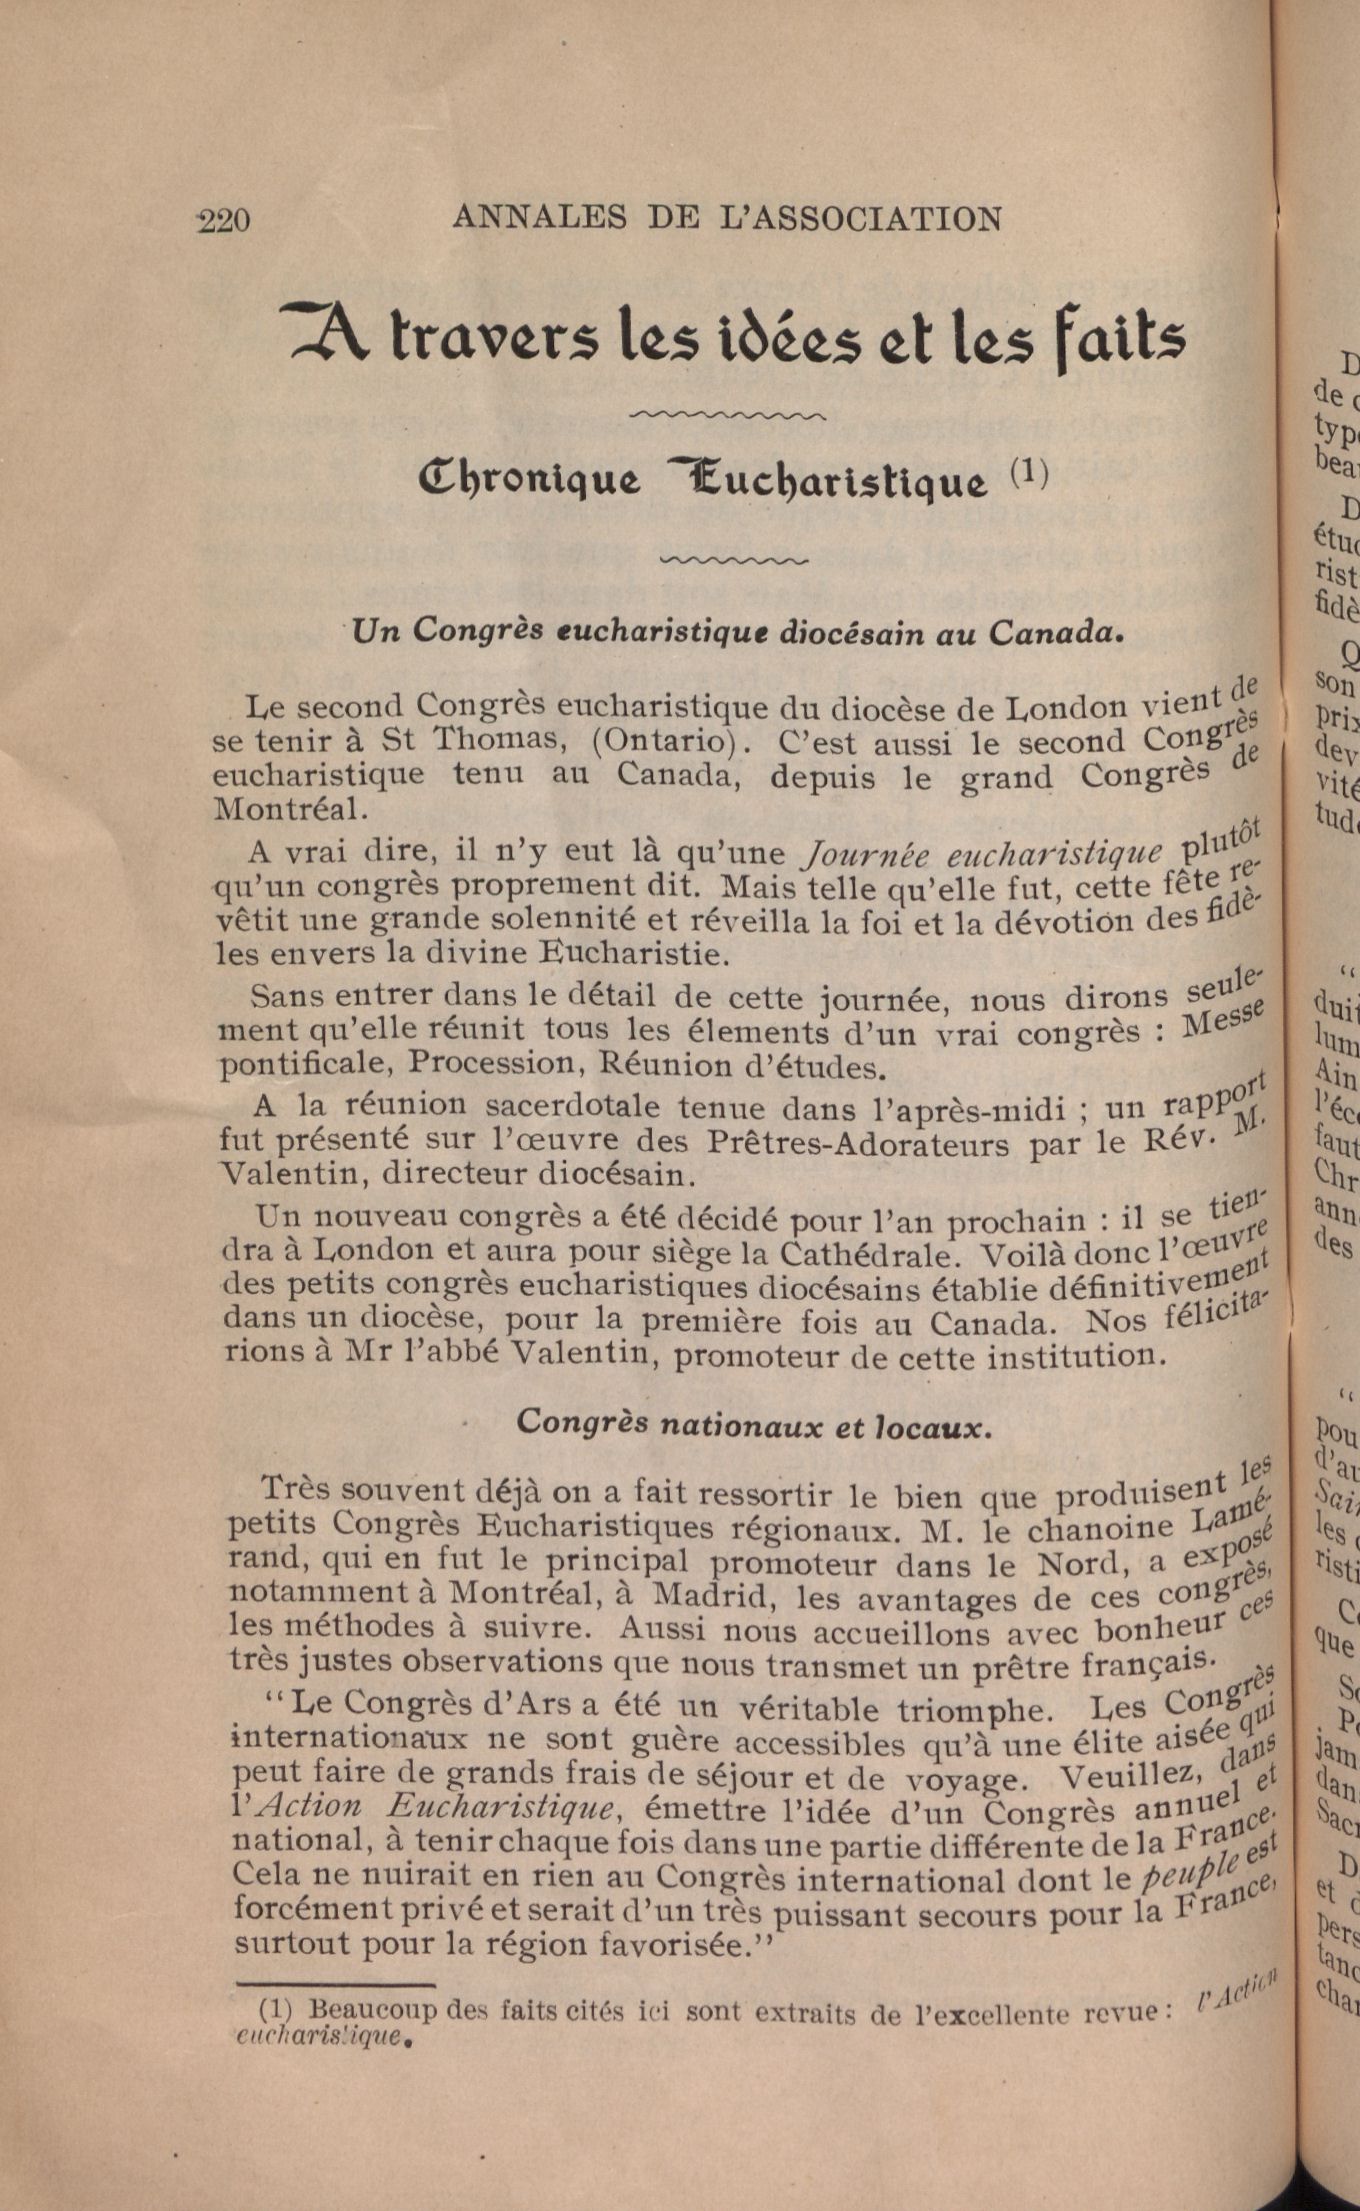 220 ANNALES DE L'ASSOCIATION
A travers les idées et les faits
Chronique Eucharistique (1)
Un Congrès eucharistique diocésain au Canada.
Le second Congrès eucharistique du diocèse de London vient de
se tenir à St Thomas, (Ontario). C'est aussi le second Congrès
eucharistique tenu au Canada, depuis le grand Congrès de
Montréal.
A vrai dire, il n'y eut là qu'une Journée eucharistique plutôt
qu'un congrès proprement dit. Mais telle qu'elle fut, cette fête re-
vêtit une grande solennité et réveilla la foi et la dévotion des fidè-
les envers la divine Eucharistie.
Sans entrer dans le détail de cette journée, nous dirons seule-
ment qu'elle réunit tous les élements d'un vrai congrès : Messe
pontificale, Procession, Réunion d'études.
A la réunion sacerdotale tenue dans l'après-midi ; un rapport
fut présenté sur l'œuvre des Prêtres-Adorateurs par le Rév. M.
Valentin, directeur diocésain.
Un nouveau congrès a été décidé pour l'an prochain : il se tien-
dra à London et aura pour siège la Cathédrale. Voilà donc l'œuvre
des petits congrès eucharistiques diocésains établie définitivement
dans un diocèse, pour la première fois au Canada. Nos félicita-
rions à Mr l'abbé Valentin, promoteur de cette institution.
Congrès nationaux et locaux.
Très souvent déjà on a fait ressortir le bien que produisent les
petits Congrès Eucharistiques régionaux. M. le chanoine Lamé-
rand, qui en fut le principal promoteur dans le Nord, a exposé
notamment à Montréal, à Madrid, les avantages de ces congrès,
les méthodes à suivre. Aussi nous accueillons avec bonheur ces
très justes observations que nous transmet un prêtre français.
"Le Congrès d'Ars a été un véritable triomphe. Les Congrès
internationaux ne sont guère accessibles qu'à une élite aisée qui
peut faire de grands frais de séjour et de voyage. Veuillez, dans
l'Action Eucharistique, émettre l'idée d'un Congrès annuel et
national, à tenir chaque fois dans une partie différente de la France.
Cela ne nuirait en rien au Congrès international dont le peuple est
forcément privé et serait d'un très puissant secours pour la France,
surtout pour la région favorisée."
(1) Beaucoup des faits cités ici sont extraits de l'excellente revue : l'Action
eucharistique.